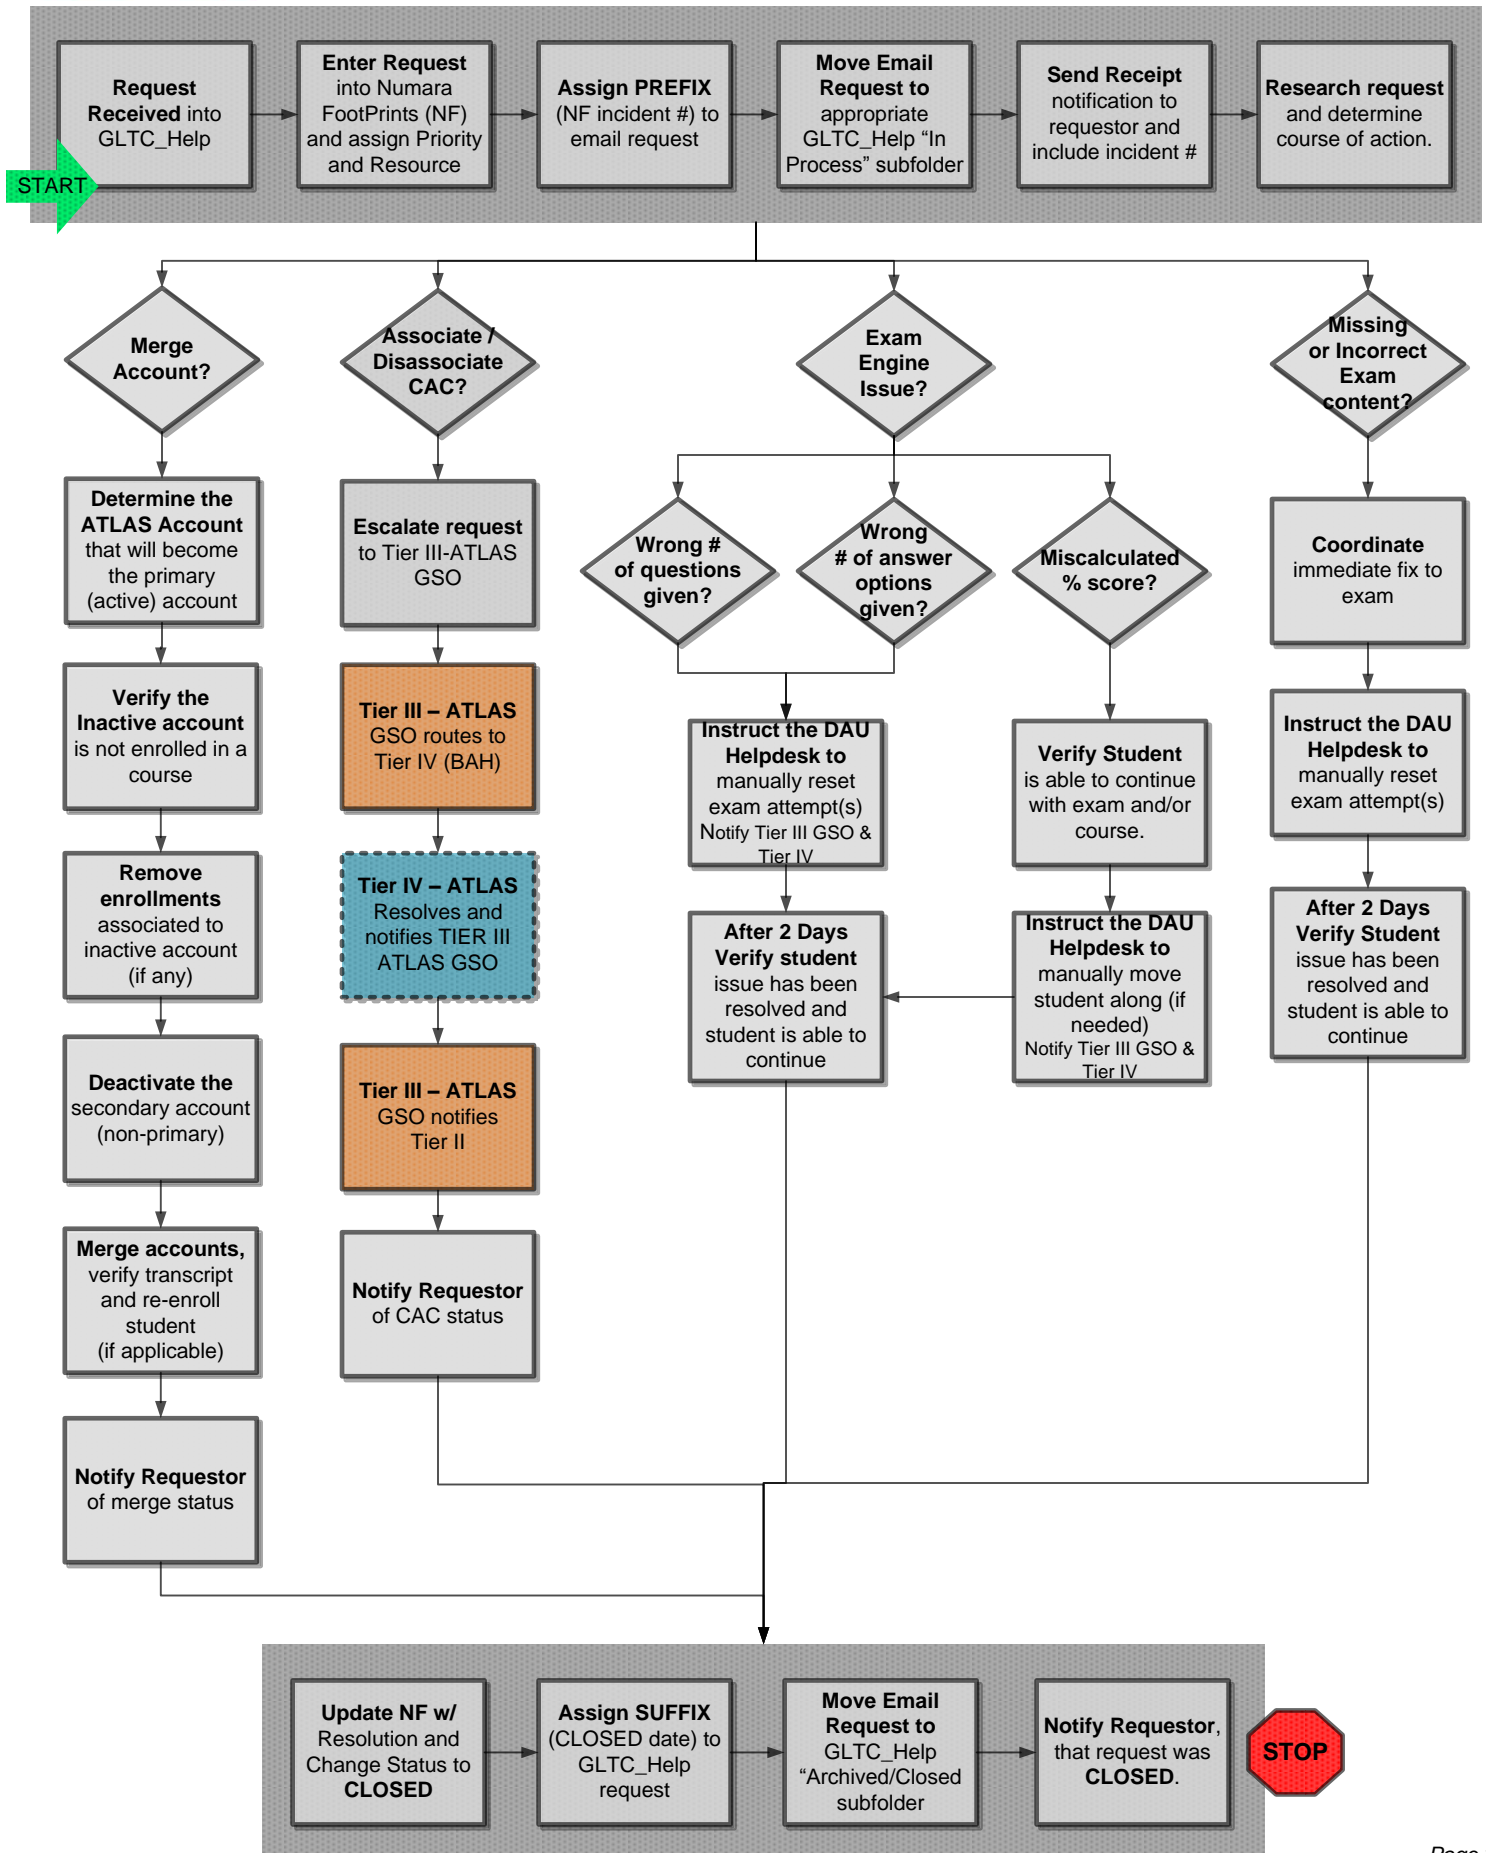 START
Request
Received into
GLTC_Help
Enter Request
into Numara
FootPrints (NF)
and assign Priority
and Resource
Assign PREFIX
(NF incident #) to
email request
Move Email
Request to
appropriate
GLTC_Help “In
Process” subfolder
Send Receipt
notification to
requestor and
include incident #
Research request
and determine
course of action.
Merge
Account?
Associate /
Disassociate
CAC?
Exam
Engine
Issue?
Missing
or Incorrect
Exam
content?
Determine the
ATLAS Account
that will become
the primary
(active) account
Verify the
Inactive account
is not enrolled in a
course
Remove
enrollments
associated to
inactive account
(if any)
Deactivate the
secondary account
(non-primary)
Merge accounts,
verify transcript
and re-enroll
student
(if applicable)
Notify Requestor
of merge status
Escalate request
to Tier III-ATLAS
GSO
Tier III – ATLAS
GSO routes to
Tier IV (BAH)
Tier IV – ATLAS
Resolves and
notifies TIER III
ATLAS GSO
Tier III – ATLAS
GSO notifies
Tier II
Notify Requestor
of CAC status
Wrong #
of questions
given?
Wrong
# of answer
options
given?
Miscalculated
% score?
Instruct the DAU
Helpdesk to
manually reset
exam attempt(s)
Notify Tier III GSO &
Tier IV
After 2 Days
Verify student
issue has been
resolved and
student is able to
continue
Verify Student
is able to continue
with exam and/or
course.
Instruct the DAU
Helpdesk to
manually move
student along (if
needed)
Notify Tier III GSO &
Tier IV
Coordinate
immediate fix to
exam
Instruct the DAU
Helpdesk to
manually reset
exam attempt(s)
After 2 Days
Verify Student
issue has been
resolved and
student is able to
continue
Update NF w/
Resolution and
Change Status to
CLOSED
Assign SUFFIX
(CLOSED date) to
GLTC_Help
request
Move Email
Request to
GLTC_Help
“Archived/Closed
subfolder
Notify Requestor,
that request was
CLOSED.
STOP
Page